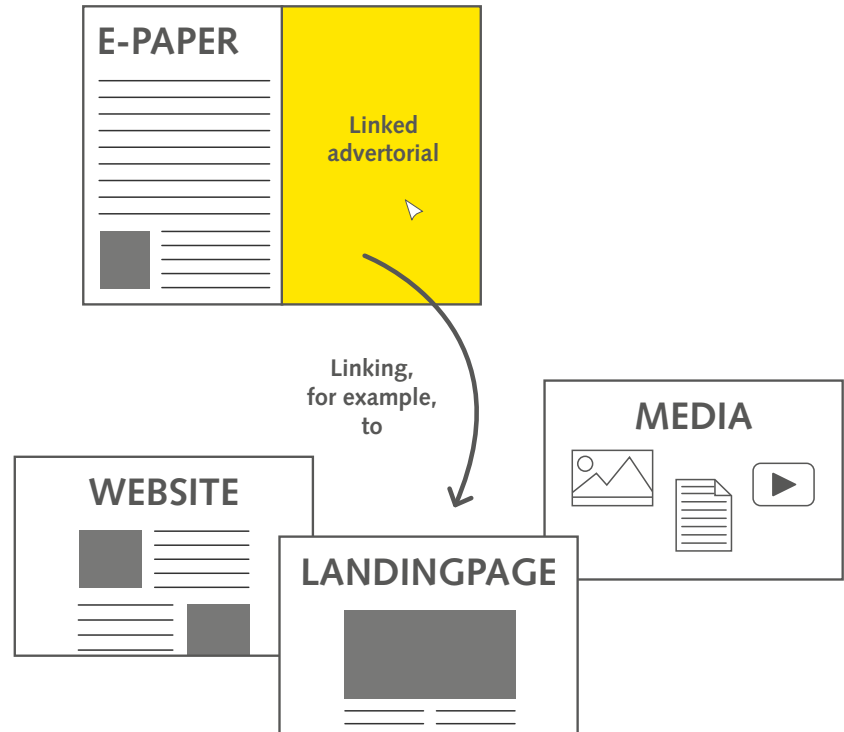 E-PAPER
Linked
advertorial
Linking,
for example,
to
MEDIA
WEBSITE
LANDINGPAGE